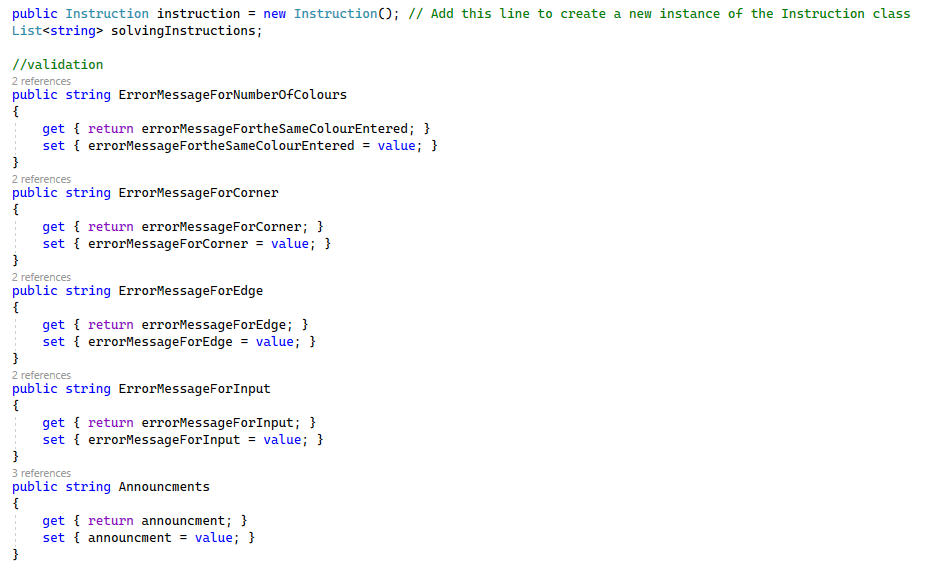 public Instruction instruction = new Instruction(); // Add this line to create a new instance of the Instruction class
List<string> solvingInstructions;
//validation
2 references
public string ErrorMessageForNumberOfColours
{
get { return errorMessageFortheSameColourEntered; }
set { errorMessageFortheSameColourEntered = value; }
}
2 references
public string ErrorMessageForCorner
{
get { return errorMessageForCorner; }
set { errorMessageForCorner = value; }
}
2 references
public string ErrorMessageForEdge
{
get { return errorMessageForEdge; }
set { errorMessageForEdge = value; }
}
2 references
public string ErrorMessageForInput
{
get { return errorMessageForInput; }
set { errorMessageForInput = value; }
}
3 references
public string Announcments
{
get { return announcment; }
set { announcment = value; }
}